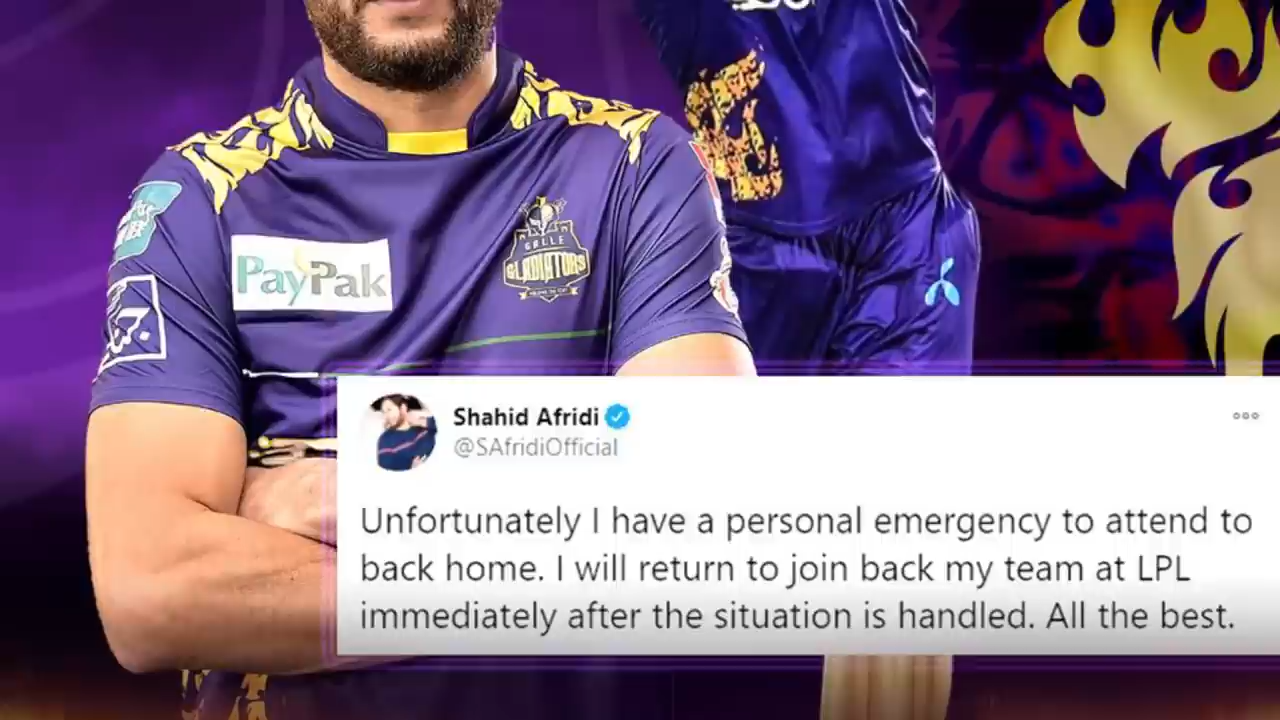 PayPak
GALLE
GLADIATORS
Shahid Afridi
@SAfridiOfficial
Unfortunately I have a personal emergency to attend to
back home. I will return to join back my team at LPL
immediately after the situation is handled. All the best.